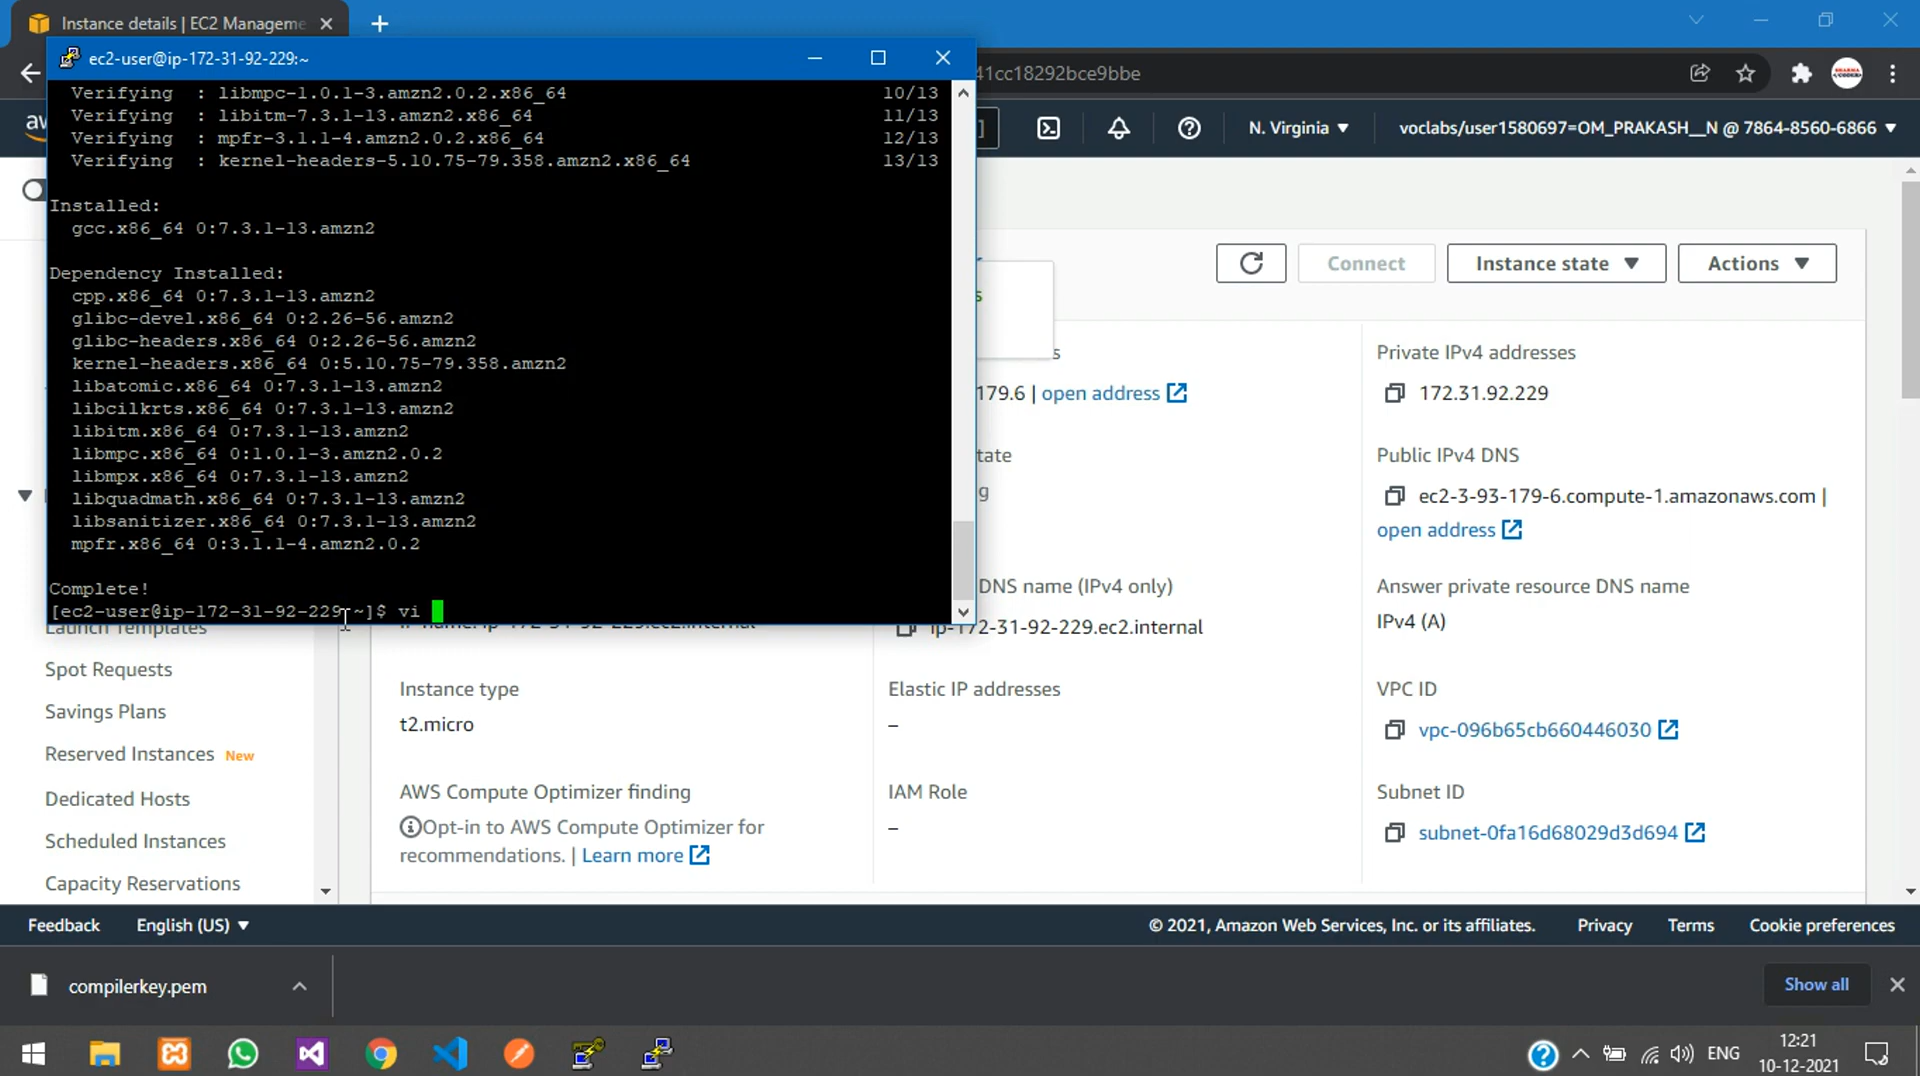 Instance details | EC2 Manageme
ec2-user@ip-172-31-92-229:~
41cc18292bce9bbe
N. Virginia
voclabs/user1580697=OM_PRAKASH__N @ 7864-8560-6866
Verifying : libmpc-1.0.1-3.amzn2.0.2.x86_64 10/13
Verifying : libitm-7.3.1-13.amzn2.x86_64 11/13
Verifying : mpfr-3.1.1-4.amzn2.0.2.x86_64 12/13
Verifying : kernel-headers-5.10.75-79.358.amzn2.x86_64 13/13
Installed:
gcc.x86_64 0:7.3.1-13.amzn2
Dependency Installed:
cpp.x86_64 0:7.3.1-13.amzn2
glibc-devel.x86_64 0:2.26-56.amzn2
glibc-headers.x86_64 0:2.26-56.amzn2
kernel-headers.x86_64 0:5.10.75-79.358.amzn2
libatomic.x86_64 0:7.3.1-13.amzn2
libcilkrts.x86_64 0:7.3.1-13.amzn2
libitm.x86_64 0:7.3.1-13.amzn2
libmpc.x86_64 0:1.0.1-3.amzn2.0.2
libmpx.x86_64 0:7.3.1-13.amzn2
libquadmath.x86_64 0:7.3.1-13.amzn2
libsanitizer.x86_64 0:7.3.1-13.amzn2
mpfr.x86_64 0:3.1.1-4.amzn2.0.2
Complete!
[ec2-user@ip-172-31-92-229 ~]$ vi
Connect
Instance state
Actions
179.6 | open address
tate
DNS name (IPv4 only)
ip-172-31-92-229.ec2.internal
Private IPv4 addresses
172.31.92.229
Public IPv4 DNS
ec2-3-93-179-6.compute-1.amazonaws.com |
open address
Answer private resource DNS name
IPv4 (A)
Launch Templates
Spot Requests
Savings Plans
Reserved Instances New
Dedicated Hosts
Scheduled Instances
Capacity Reservations
Instance type
t2.micro
Elastic IP addresses
–
VPC ID
vpc-096b65cb660446030
AWS Compute Optimizer finding
Opt-in to AWS Compute Optimizer for
recommendations. | Learn more
IAM Role
–
Subnet ID
subnet-0fa16d68029d3d694
Feedback
English (US)
© 2021, Amazon Web Services, Inc. or its affiliates.
Privacy
Terms
Cookie preferences
compilerkey.pem
Show all
ENG
12:21
10-12-2021